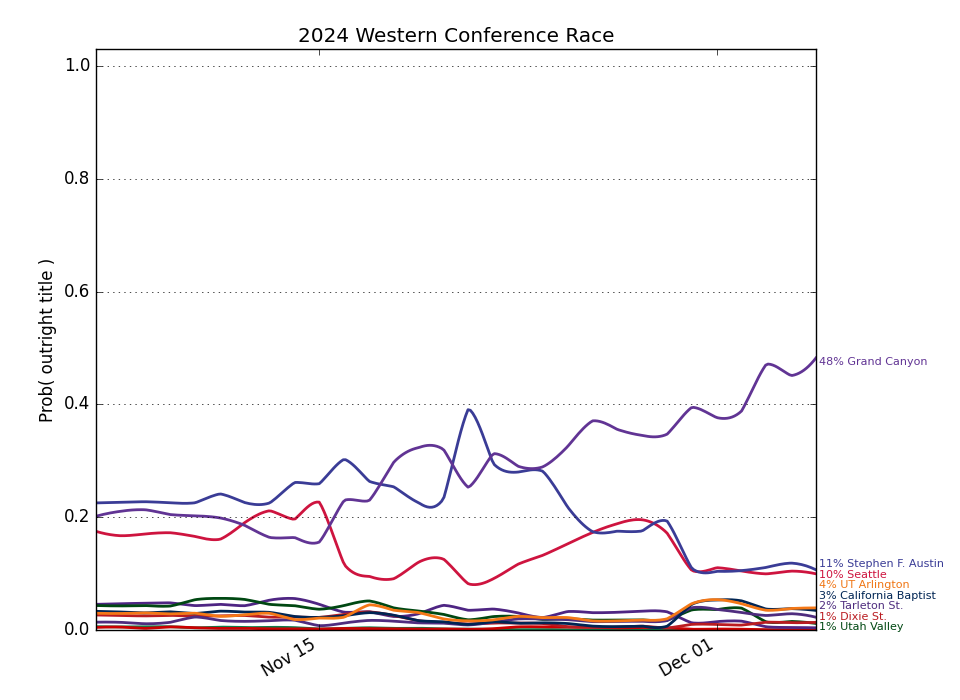 2024 Western Conference Race
Prob( outright title )
1.0
0.8
0.6
0.4
0.2
0.0
Nov 15
Dec 01
48% Grand Canyon
11% Stephen F. Austin
10% Seattle
4% UT Arlington
3% California Baptist
2% Tarleton St.
1% Dixie St.
1% Utah Valley